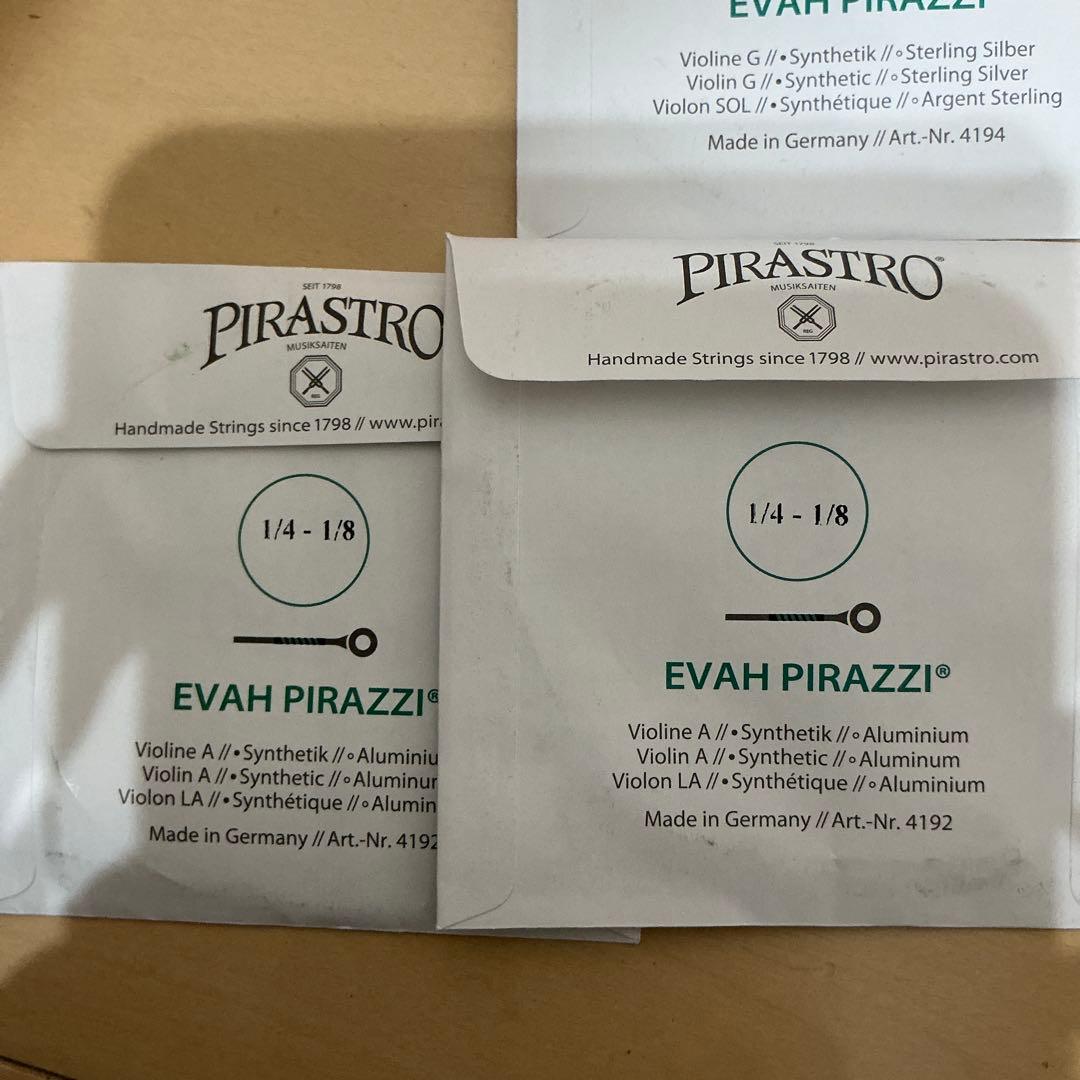 EVAH PIRAZZI
Violine G //•Synthetik //∘Sterling Silber
Violin G //•Synthetic //∘Sterling Silver
Violon SOL //•Synthétique //∘Argent Sterling
Made in Germany // Art.-Nr. 4194
SEIT 1798
PIRASTRO
MUSIKSAITEN
REG
Handmade Strings since 1798 // www.pir
1/4 - 1/8
EVAH PIRAZZI®
Violine A //•Synthetik //∘Aluminiu
Violin A //•Synthetic //∘Aluminu
Violon LA //•Synthétique //∘Alumin
Made in Germany // Art.-Nr. 4192
SEIT 1798
PIRASTRO®
MUSIKSAITEN
REG
Handmade Strings since 1798 // www.pirastro.com
1/4 - 1/8
EVAH PIRAZZI®
Violine A //•Synthetik //∘Aluminium
Violin A //•Synthetic //∘Aluminum
Violon LA //•Synthétique //∘Aluminium
Made in Germany // Art.-Nr. 4192